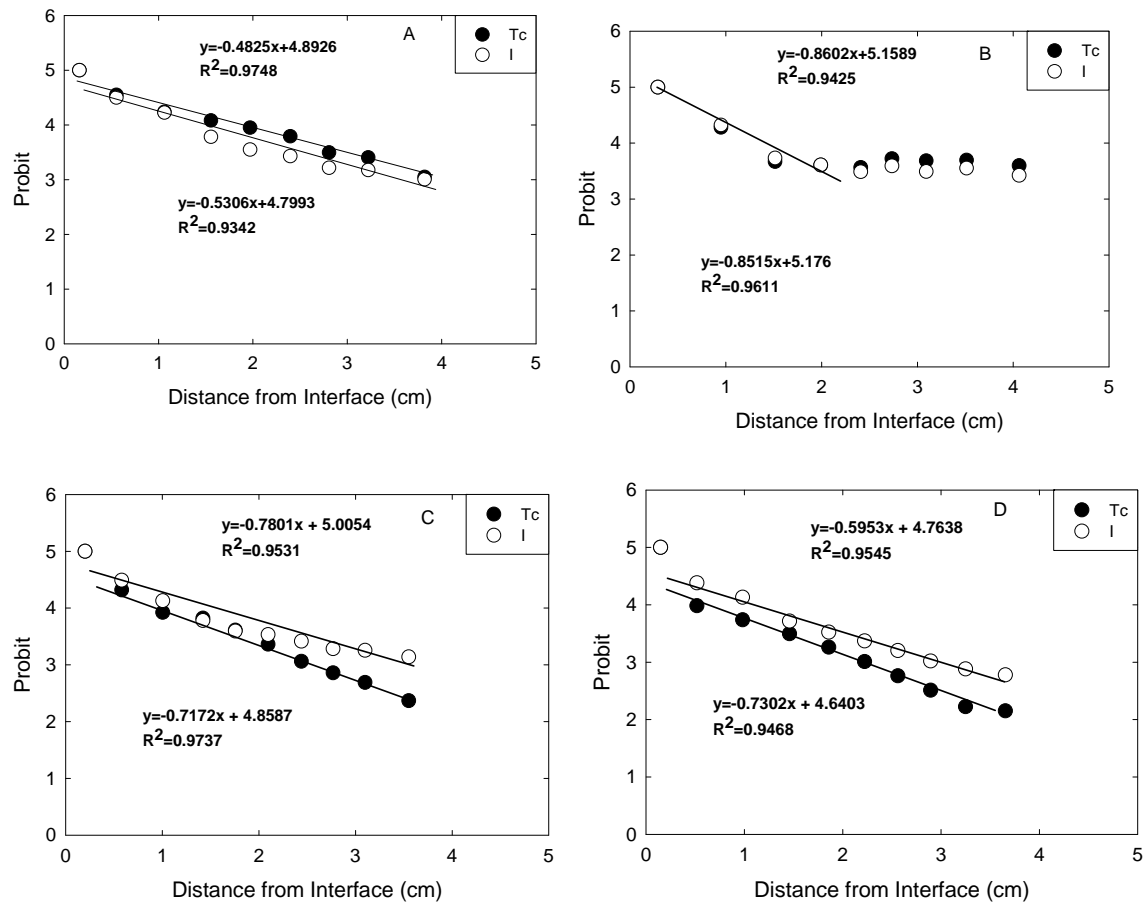 A
Tc
I
y=-0.4825x+4.8926
R2=0.9748
y=-0.5306x+4.7993
R2=0.9342
Probit
6
5
4
3
2
1
0
0 1 2 3 4 5
Distance from Interface (cm)
B
Tc
I
y=-0.8602x+5.1589
R2=0.9425
y=-0.8515x+5.176
R2=0.9611
Probit
6
5
4
3
2
1
0
0 1 2 3 4 5
Distance from Interface (cm)
C
Tc
I
y=-0.7801x + 5.0054
R2=0.9531
y=-0.7172x + 4.8587
R2=0.9737
Probit
6
5
4
3
2
1
0
0 1 2 3 4 5
Distance from Interface (cm)
D
Tc
I
y=-0.5953x + 4.7638
R2=0.9545
y=-0.7302x + 4.6403
R2=0.9468
Probit
6
5
4
3
2
1
0
0 1 2 3 4 5
Distance from Interface (cm)